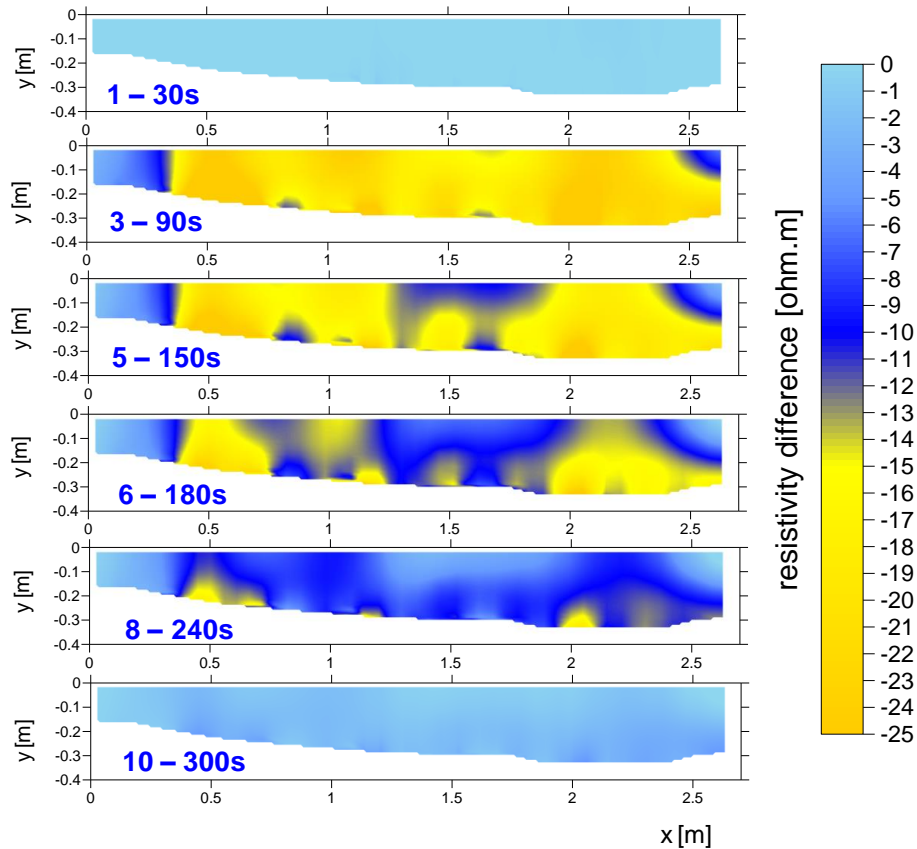 0
-0.1
-0.2
-0.3
-0.4
y [m]
1 – 30s
0 0.5 1 1.5 2 2.5
0
-0.1
-0.2
-0.3
-0.4
y [m]
3 – 90s
0 0.5 1 1.5 2 2.5
0
-0.1
-0.2
-0.3
-0.4
y [m]
5 – 150s
0 0.5 1 1.5 2 2.5
0
-0.1
-0.2
-0.3
-0.4
y [m]
6 – 180s
0 0.5 1 1.5 2 2.5
0
-0.1
-0.2
-0.3
-0.4
y [m]
8 – 240s
0 0.5 1 1.5 2 2.5
0
-0.1
-0.2
-0.3
-0.4
y [m]
10 – 300s
0 0.5 1 1.5 2 2.5
x [m]
resistivity difference [ohm.m]
0
-1
-2
-3
-4
-5
-6
-7
-8
-9
-10
-11
-12
-13
-14
-15
-16
-17
-18
-19
-20
-21
-22
-23
-24
-25